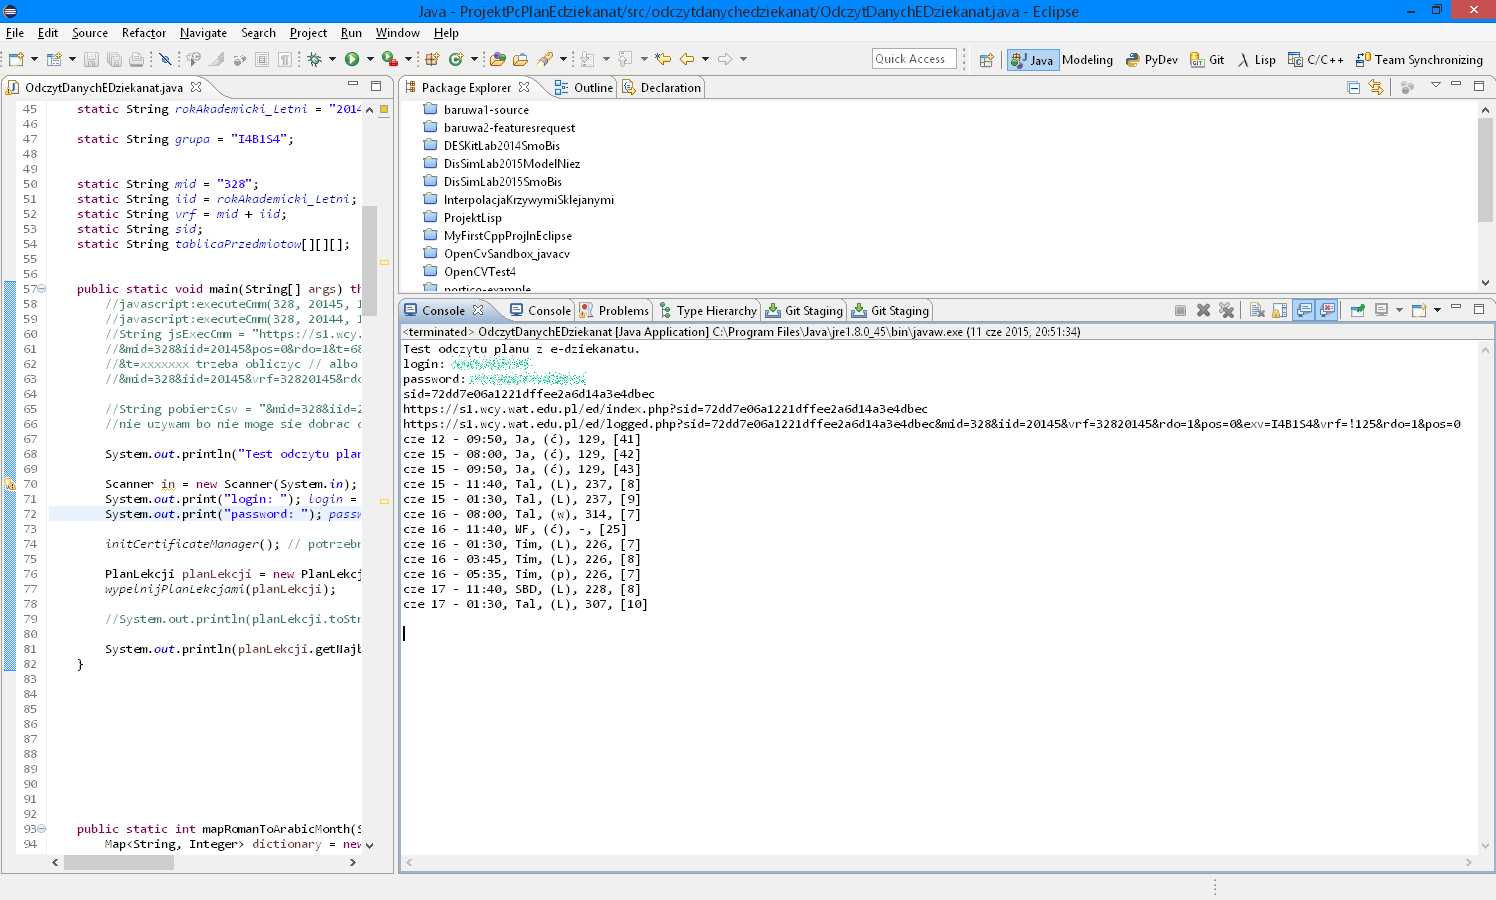 Java - ProjektPcPlanEdziekanat/src/odczytdanychedziekanat/OdczytDanychEDziekanat.java - Eclipse
File Edit Source Refactor Navigate Search Project Run Window Help
Quick Access
Java Modeling PyDev Git Lisp C/C++ Team Synchronizing
OdczytDanychEDziekanat.java
45 static String rokAkademicki_Letni = "2014
46
47 static String grupa = "I4B1S4";
48
49
50 static String mid = "328";
51 static String iid = rokAkademicki_Letni;
52 static String vrf = mid + iid;
53 static String sid;
54 static String tablicaPrzedmiotow[][][];
55
56
57 public static void main(String[] args) th
58 //javascript:executeCmm(328, 20145, 1
59 //javascript:executeCmm(328, 20144, 1
60 //String jsExecCmm = "https://s1.wcy.
61 //&mid=328&iid=20145&pos=0&rdo=1&t=68
62 //&t=xxxxxxx trzeba obliczyc // albo
63 //&mid=328&iid=20145&vrf=32820145&rdo
64
65 //String pobierzCsv = "&mid=328&iid=2
66 //nie uzywam bo nie moge sie dobrac d
67
68 System.out.println("Test odczytu plan
69
70 Scanner in = new Scanner(System.in);
71 System.out.print("login: "); login =
72 System.out.print("password: "); passw
73
74 initCertificateManager(); // potrzebn
75
76 PlanLekcji planLekcji = new PlanLekcj
77 wypelnijPlanLekcjami(planLekcji);
78
79 //System.out.println(planLekcji.toStr
80
81 System.out.println(planLekcji.getNajb
82 }
83
84
85
86
87
88
89
90
91
92
93 public static int mapRomanToArabicMonth(S
94 Map<String, Integer> dictionary = new
Package Explorer Outline Declaration
baruwa1-source
baruwa2-featuresrequest
DESKitLab2014SmoBis
DisSimLab2015ModelNiez
DisSimLab2015SmoBis
InterpolacjaKrzywymiSklejanymi
ProjektLisp
MyFirstCppProjInEclipse
OpenCvSandbox_javacv
OpenCVTest4
portico-example
Console Console Problems Type Hierarchy Git Staging Git Staging
<terminated> OdczytDanychEDziekanat [Java Application] C:\Program Files\Java\jre1.8.0_45\bin\javaw.exe (11 cze 2015, 20:51:34)
Test odczytu planu z e-dziekanatu.
login:
password:
sid=72dd7e06a1221dffee2a6d14a3e4dbec
https://s1.wcy.wat.edu.pl/ed/index.php?sid=72dd7e06a1221dffee2a6d14a3e4dbec
https://s1.wcy.wat.edu.pl/ed/logged.php?sid=72dd7e06a1221dffee2a6d14a3e4dbec&mid=328&iid=20145&vrf=32820145&rdo=1&pos=0&exv=I4B1S4&vrf=!125&rdo=1&pos=0
cze 12 - 09:50, Ja, (ć), 129, [41]
cze 15 - 08:00, Ja, (ć), 129, [42]
cze 15 - 09:50, Ja, (ć), 129, [43]
cze 15 - 11:40, Tal, (L), 237, [8]
cze 15 - 01:30, Tal, (L), 237, [9]
cze 16 - 08:00, Tal, (w), 314, [7]
cze 16 - 11:40, WF, (ć), -, [25]
cze 16 - 01:30, Tim, (L), 226, [7]
cze 16 - 03:45, Tim, (L), 226, [8]
cze 16 - 05:35, Tim, (p), 226, [7]
cze 17 - 11:40, SBD, (L), 228, [8]
cze 17 - 01:30, Tal, (L), 307, [10]